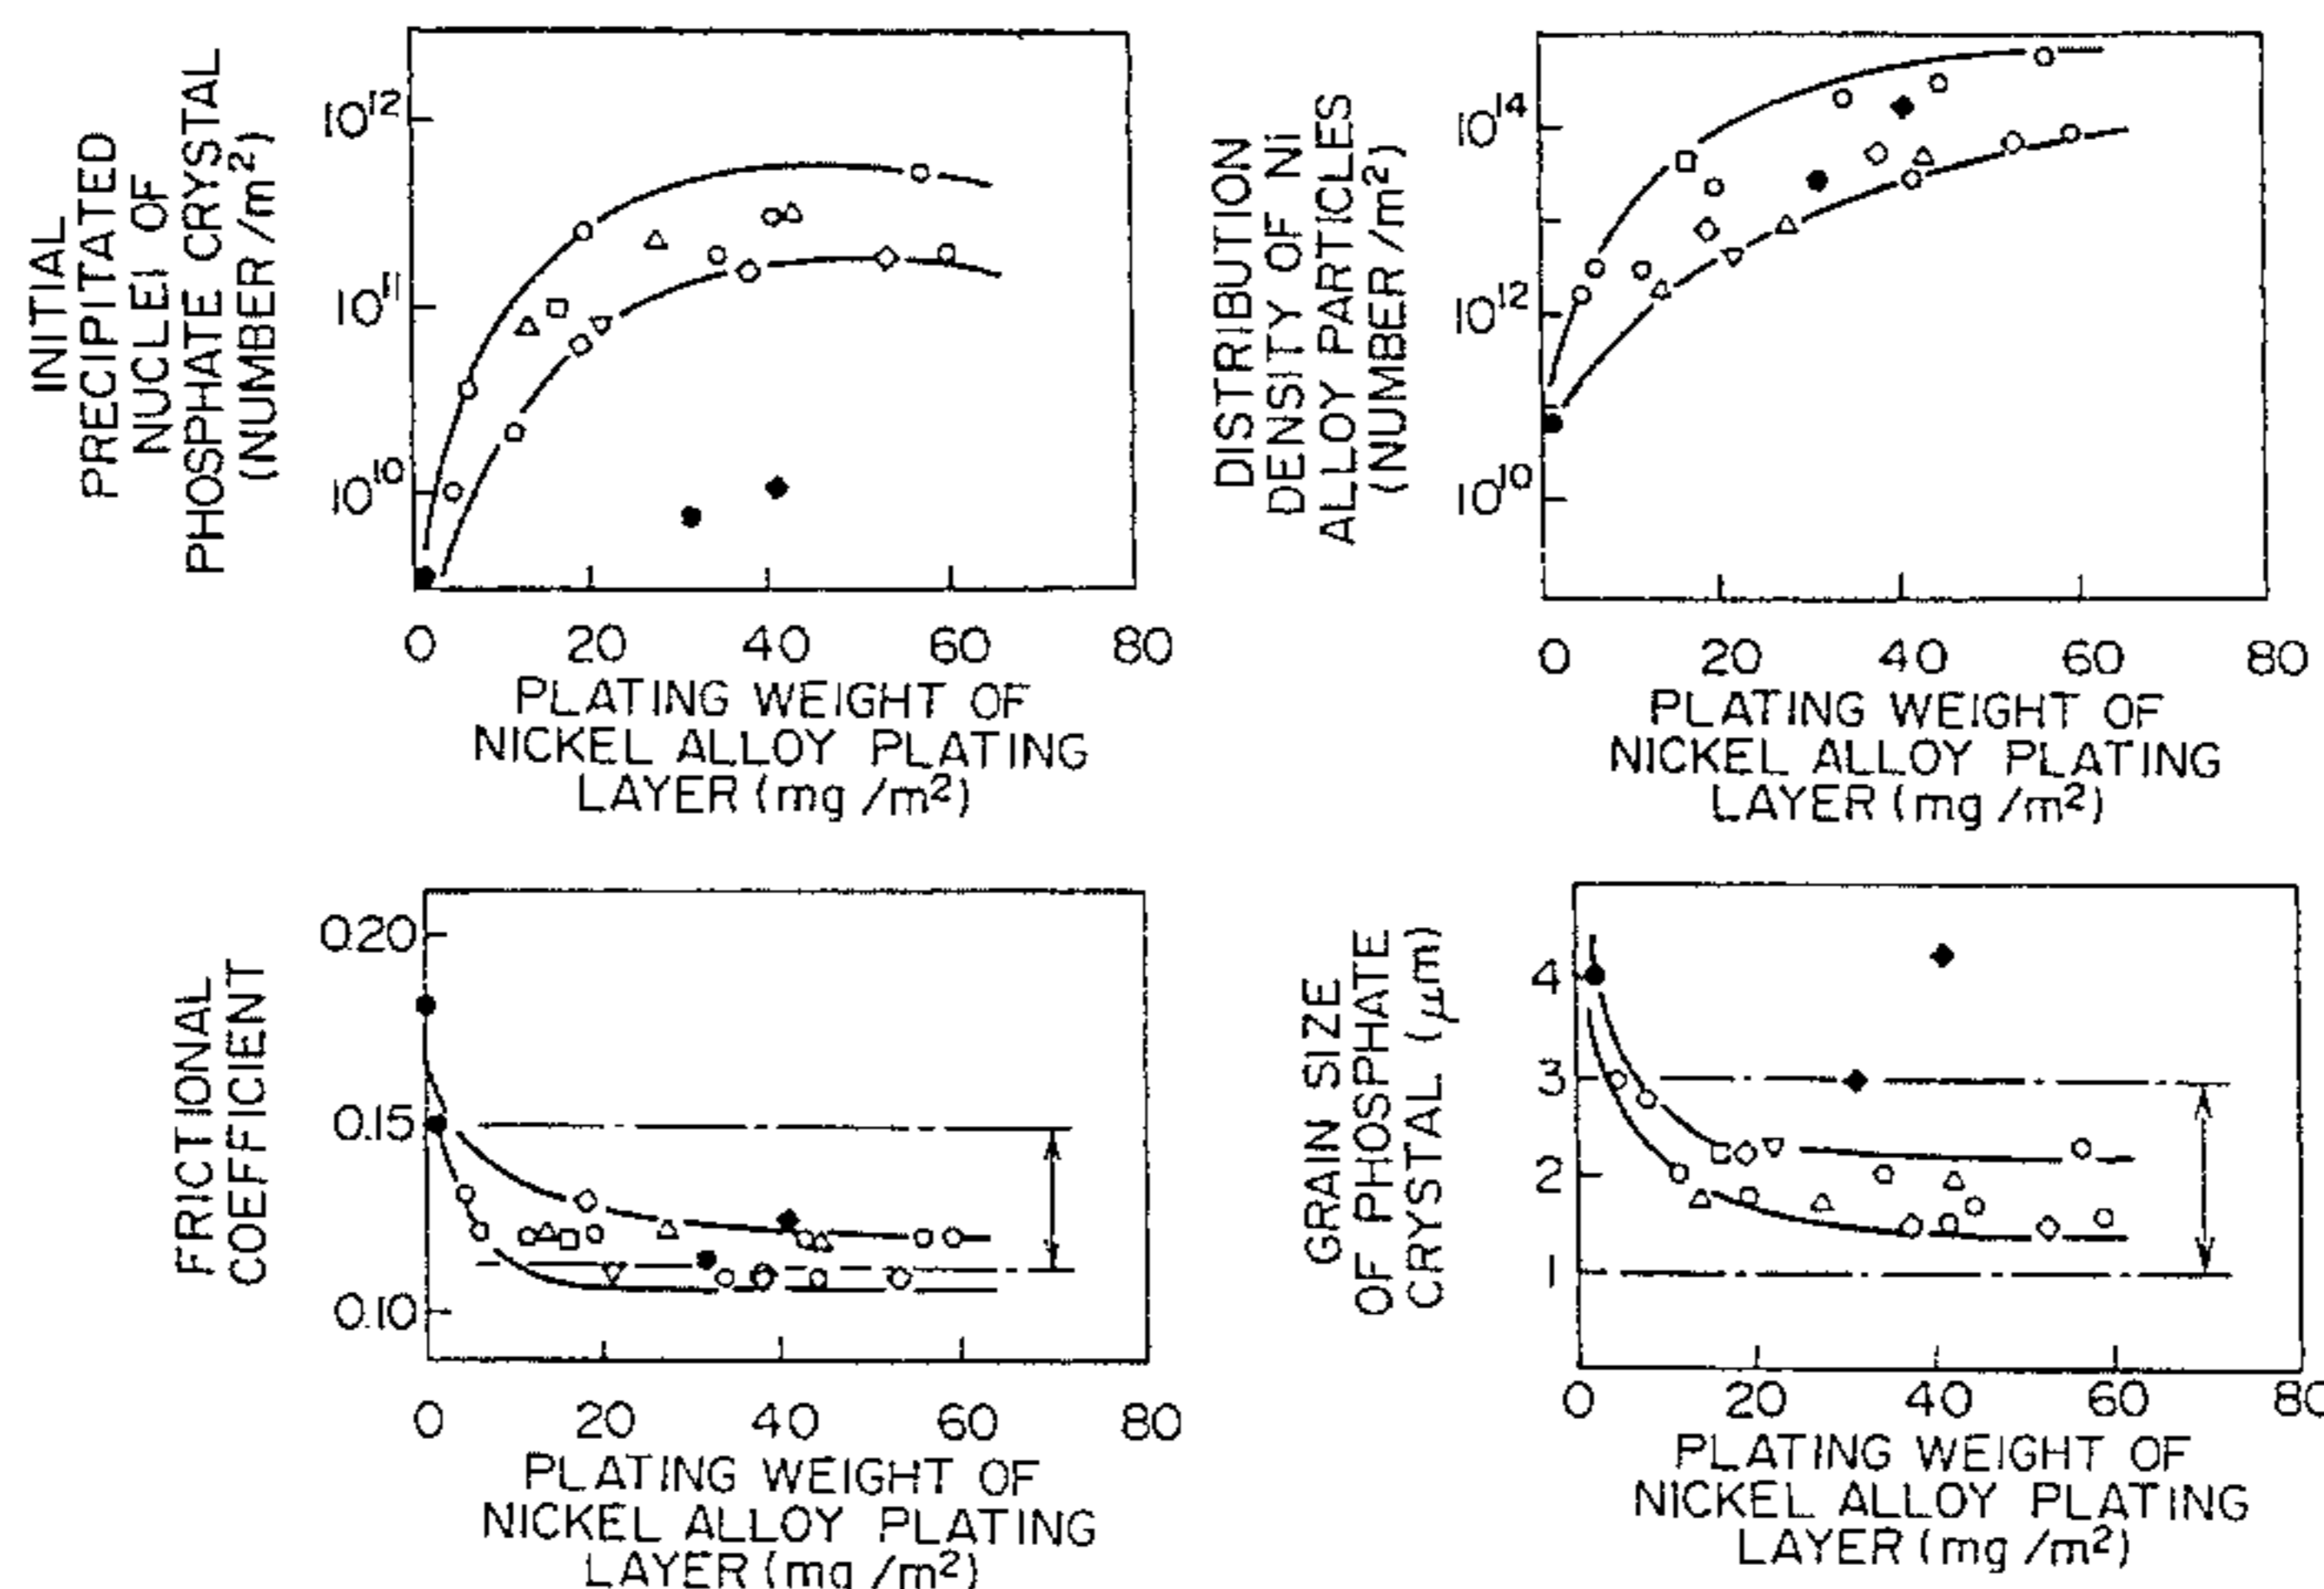 INITIAL
PRECIPITATED
NUCLEI OF
PHOSPHATE CRYSTAL
(NUMBER/m²)
10¹²
10¹¹
10¹⁰
0 20 40 60 80
PLATING WEIGHT OF
NICKEL ALLOY PLATING
LAYER (mg/m²)
DISTRIBUTION
DENSITY OF Ni
ALLOY PARTICLES
(NUMBER/m²)
10¹⁴
10¹²
10¹⁰
0 20 40 60 80
PLATING WEIGHT OF
NICKEL ALLOY PLATING
LAYER (mg/m²)
FRICTIONAL
COEFFICIENT
0.20
0.15
0.10
0 20 40 60 80
PLATING WEIGHT OF
NICKEL ALLOY PLATING
LAYER (mg/m²)
GRAIN SIZE
OF PHOSPHATE
CRYSTAL (μm)
4
3
2
1
0 20 40 60 80
PLATING WEIGHT OF
NICKEL ALLOY PLATING
LAYER (mg/m²)